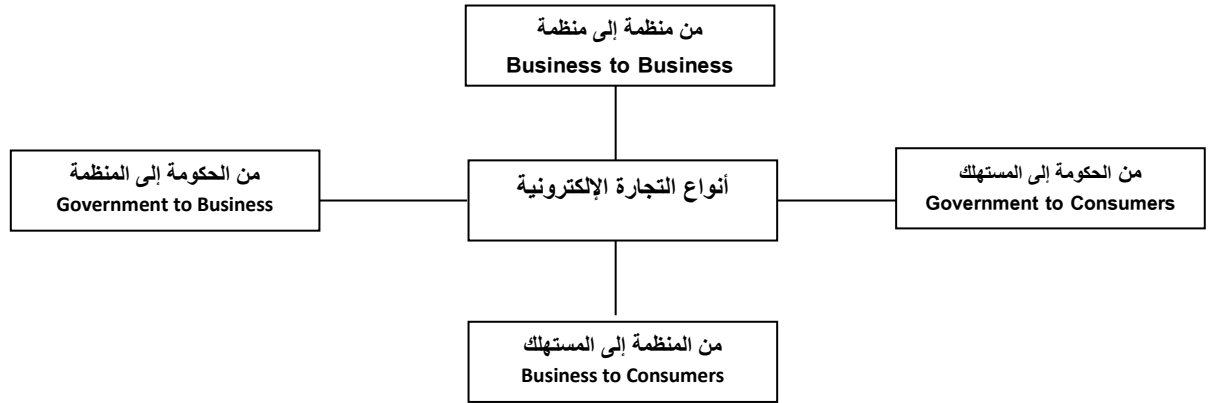 من منظمة إلى منظمة
Business to Business
من الحكومة إلى المستهلك
Government to Consumers
أنواع التجارة الإلكترونية
من الحكومة إلى المنظمة
Government to Business
من المنظمة إلى المستهلك
Business to Consumers